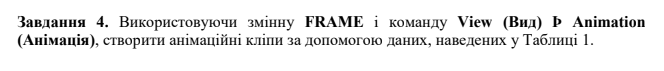 Завдання 4. Використовуючи змінну FRAME і команду View (Вид) Þ Animation
(Анімація), створити анімаційні кліпи за допомогою даних, наведених у Таблиці 1.